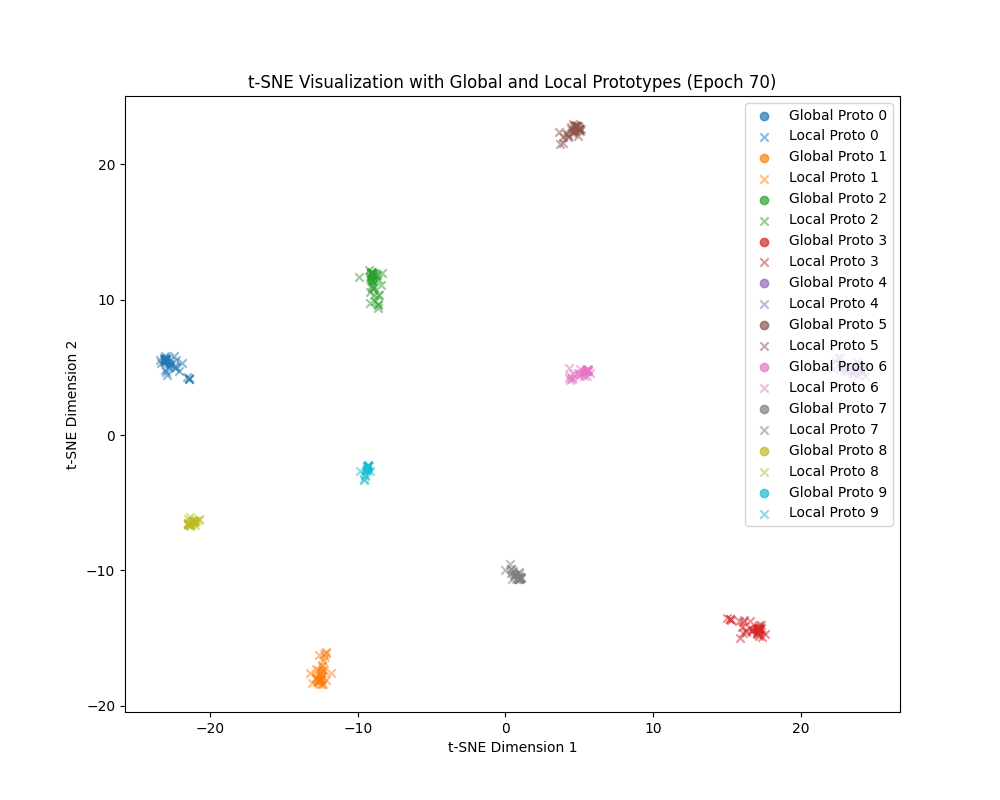 t-SNE Visualization with Global and Local Prototypes (Epoch 70)
Global Proto 0
Local Proto 0
Global Proto 1
Local Proto 1
Global Proto 2
Local Proto 2
Global Proto 3
Local Proto 3
Global Proto 4
Local Proto 4
Global Proto 5
Local Proto 5
Global Proto 6
Local Proto 6
Global Proto 7
Local Proto 7
Global Proto 8
Local Proto 8
Global Proto 9
Local Proto 9
t-SNE Dimension 2
20
10
0
−10
−20
−20
−10
0
10
20
t-SNE Dimension 1